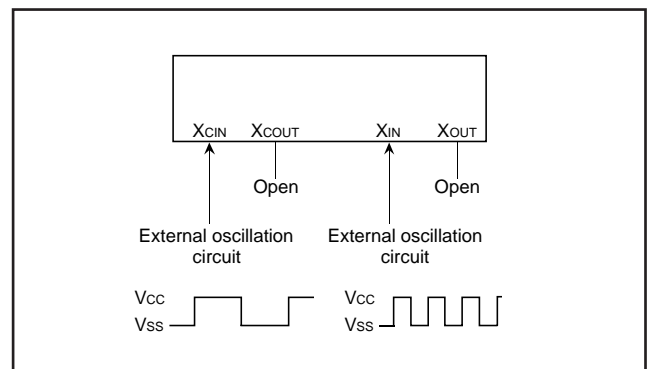 XCIN XCOUT XIN XOUT
Open Open
External oscillation circuit
External oscillation circuit
VCC
VSS
VCC
VSS